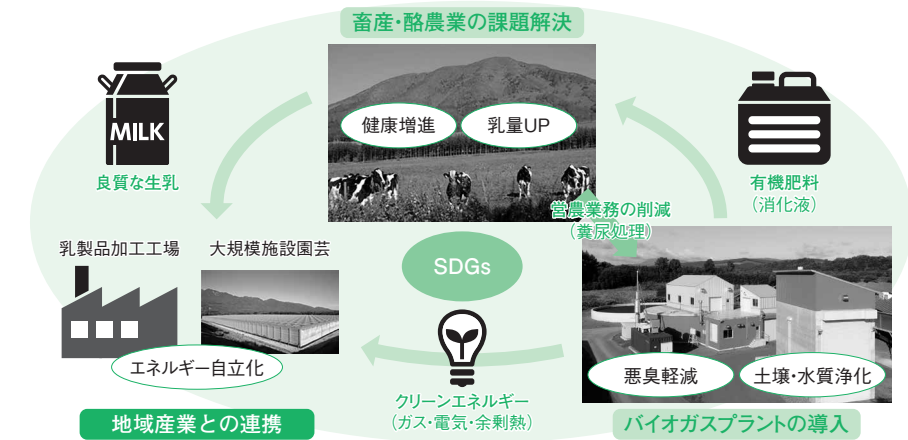 畜産・酪農業の課題解決
健康増進
乳量UP
MILK
良質な生乳
有機肥料
（消化液）
営農業務の削減
（糞尿処理）
乳製品加工工場
大規模施設園芸
SDGs
エネルギー自立化
クリーンエネルギー
（ガス・電気・余剰熱）
悪臭軽減
土壌・水質浄化
地域産業との連携
バイオガスプラントの導入